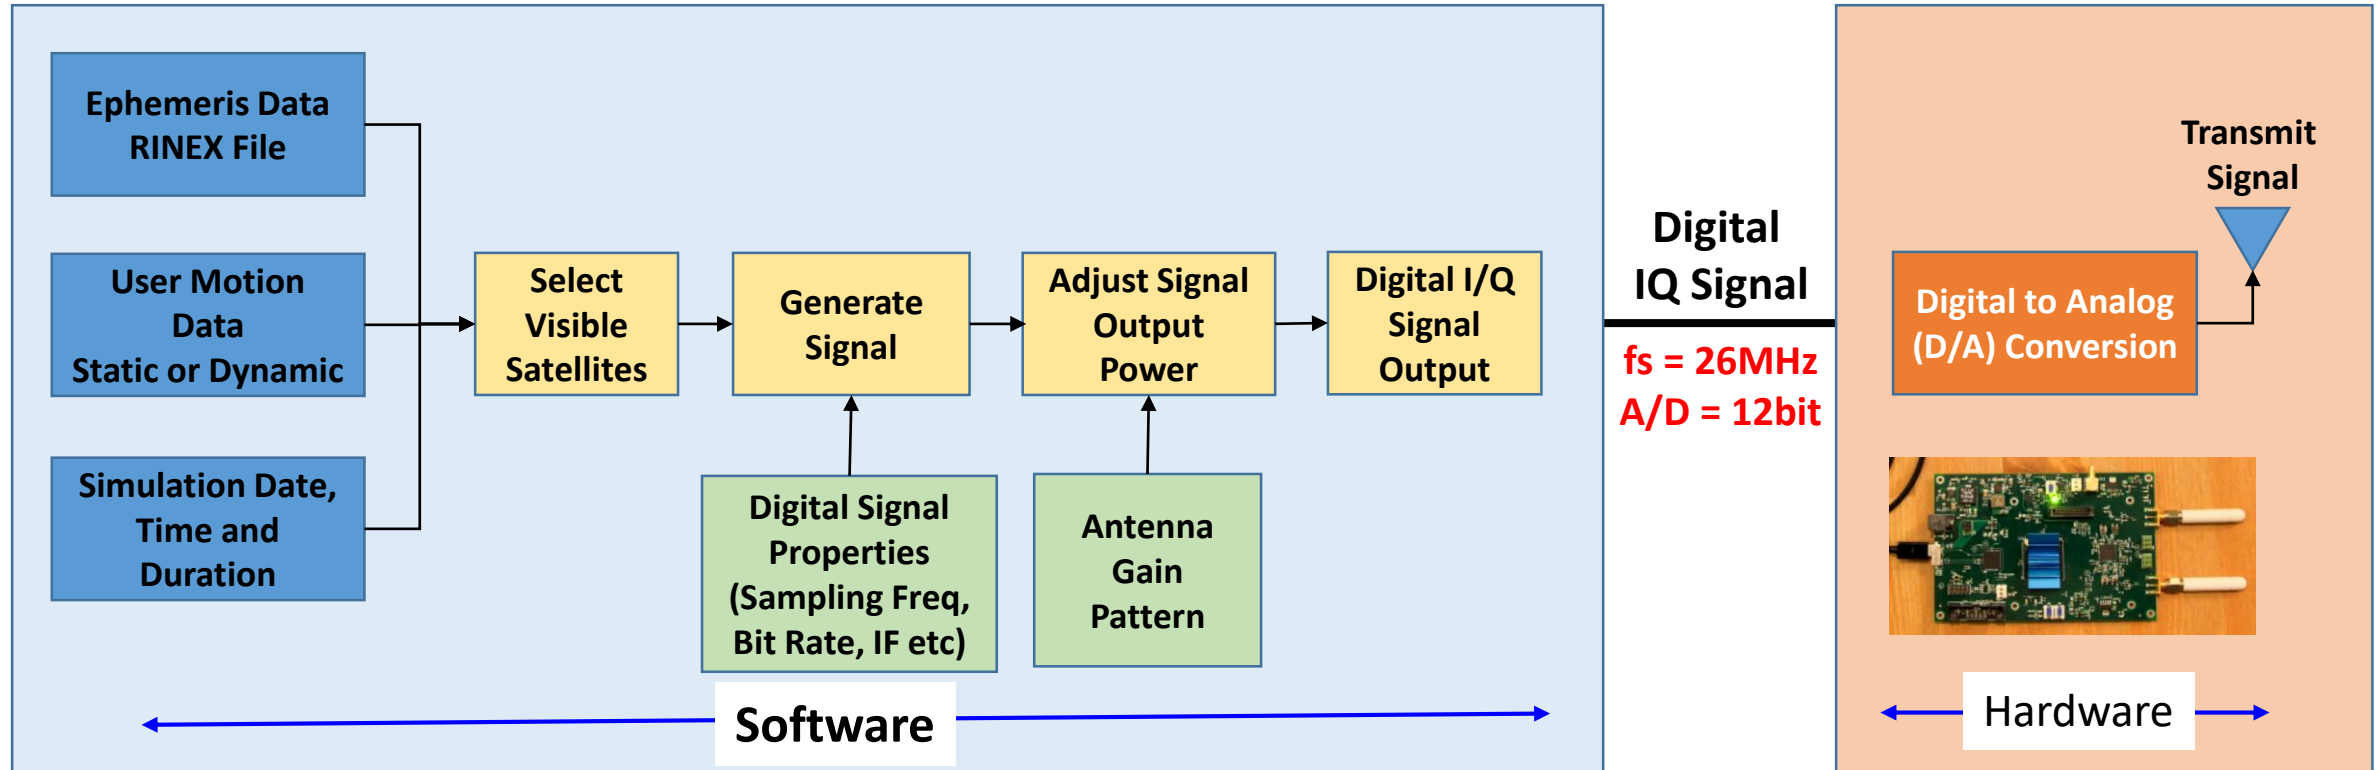 Ephemeris Data
RINEX File
User Motion
Data
Static or Dynamic
Simulation Date,
Time and
Duration
Select
Visible
Satellites
Generate
Signal
Adjust Signal
Output
Power
Digital I/Q
Signal
Output
Digital Signal
Properties
(Sampling Freq,
Bit Rate, IF etc)
Antenna
Gain
Pattern
Software
Digital
IQ Signal
fs = 26MHz
A/D = 12bit
Transmit
Signal
Digital to Analog
(D/A) Conversion
Hardware